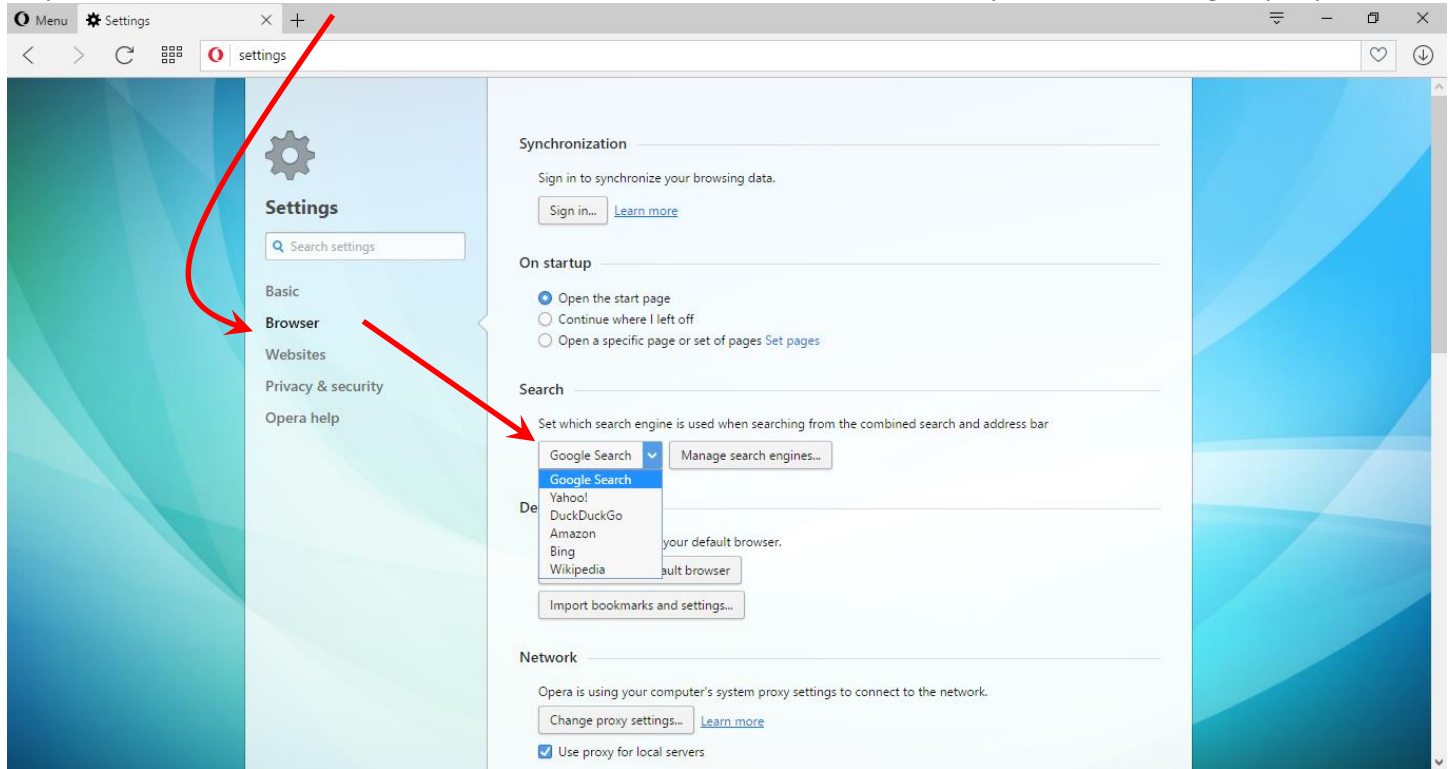 Menu Settings
settings
Settings
Search settings
Basic
Browser
Websites
Privacy & security
Opera help
Synchronization
Sign in to synchronize your browsing data.
Sign in... Learn more
On startup
Open the start page
Continue where I left off
Open a specific page or set of pages Set pages
Search
Set which search engine is used when searching from the combined search and address bar
Google Search Manage search engines...
Google Search
Yahoo!
DuckDuckGo
Amazon
Bing
Wikipedia
your default browser.
browser
Import bookmarks and settings...
Network
Opera is using your computer's system proxy settings to connect to the network.
Change proxy settings... Learn more
Use proxy for local servers